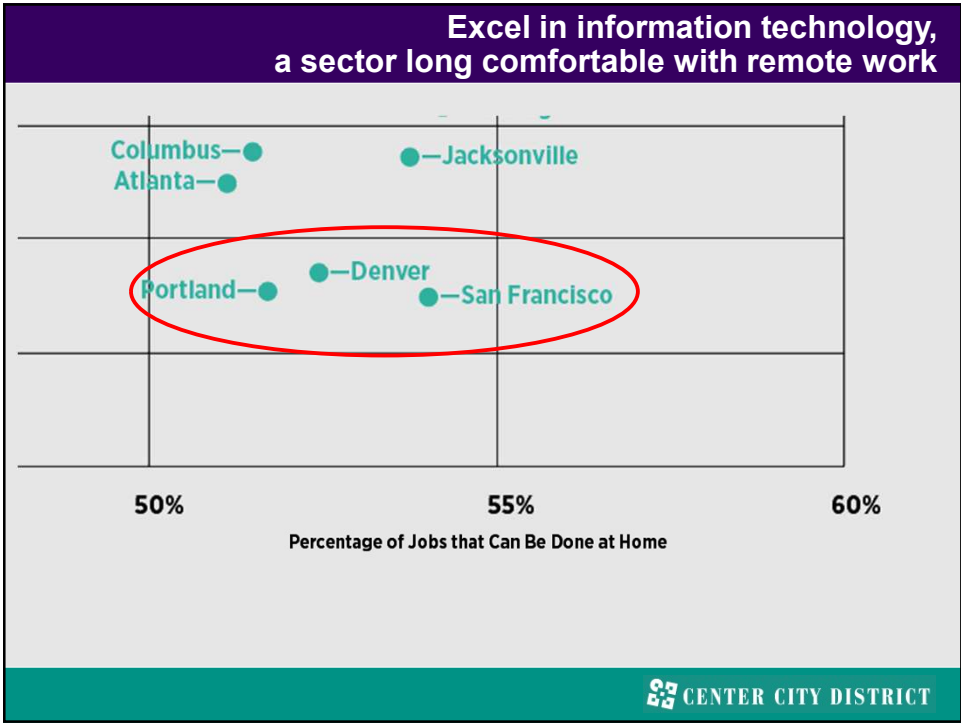 Excel in information technology,
a sector long comfortable with remote work
Columbus
Jacksonville
Atlanta
Denver
Portland
San Francisco
50% 55% 60%
Percentage of Jobs that Can Be Done at Home
CENTER CITY DISTRICT